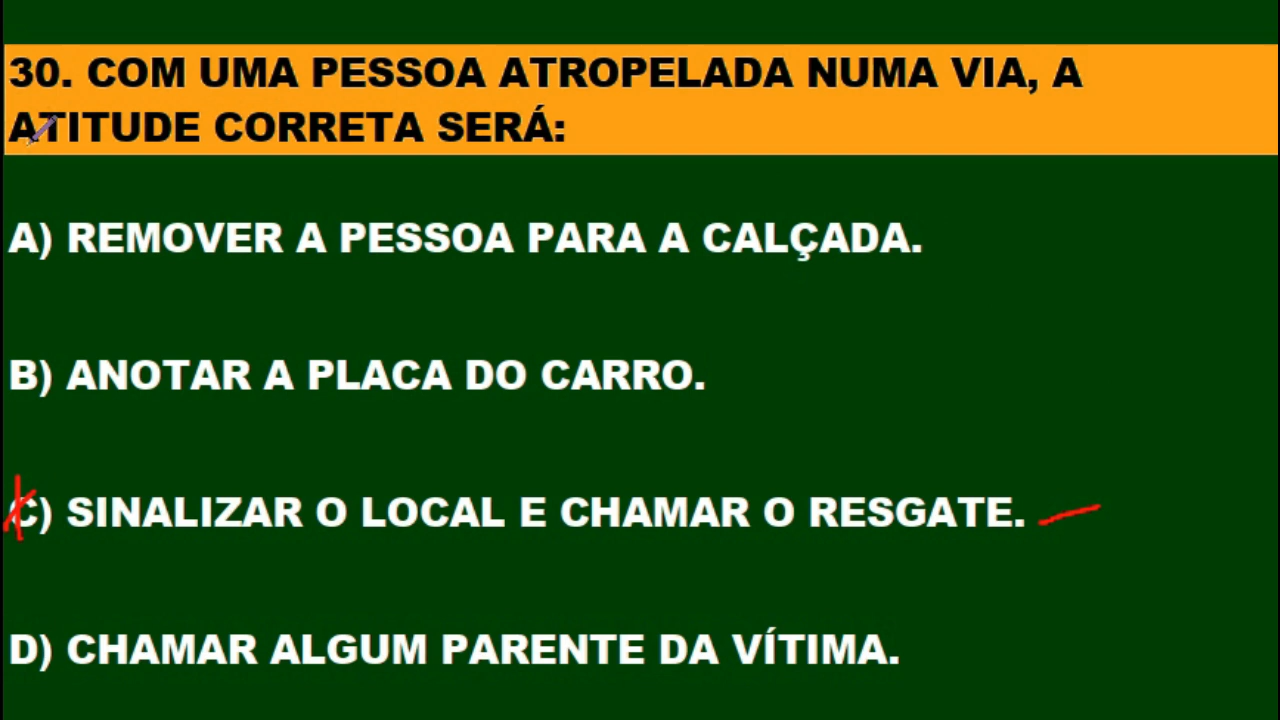 30. COM UMA PESSOA ATROPELADA NUMA VIA, A
ATITUDE CORRETA SERÁ:
A) REMOVER A PESSOA PARA A CALÇADA.
B) ANOTAR A PLACA DO CARRO.
C) SINALIZAR O LOCAL E CHAMAR O RESGATE.
D) CHAMAR ALGUM PARENTE DA VÍTIMA.